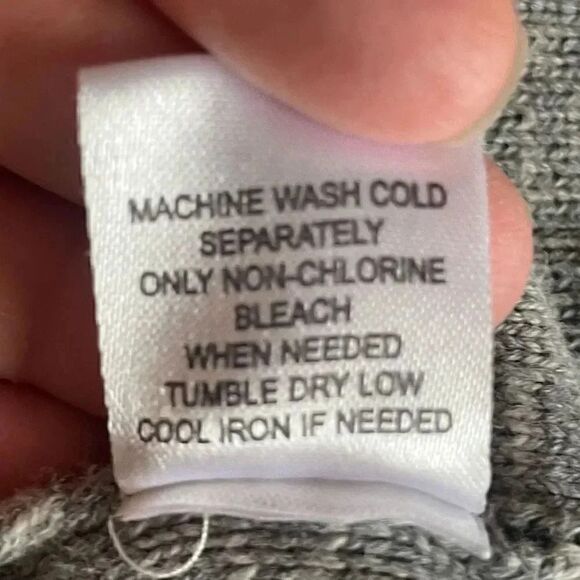 MACHINE WASH COLD
SEPARATELY
ONLY NON-CHLORINE
BLEACH
WHEN NEEDED
TUMBLE DRY LOW
COOL IRON IF NEEDED